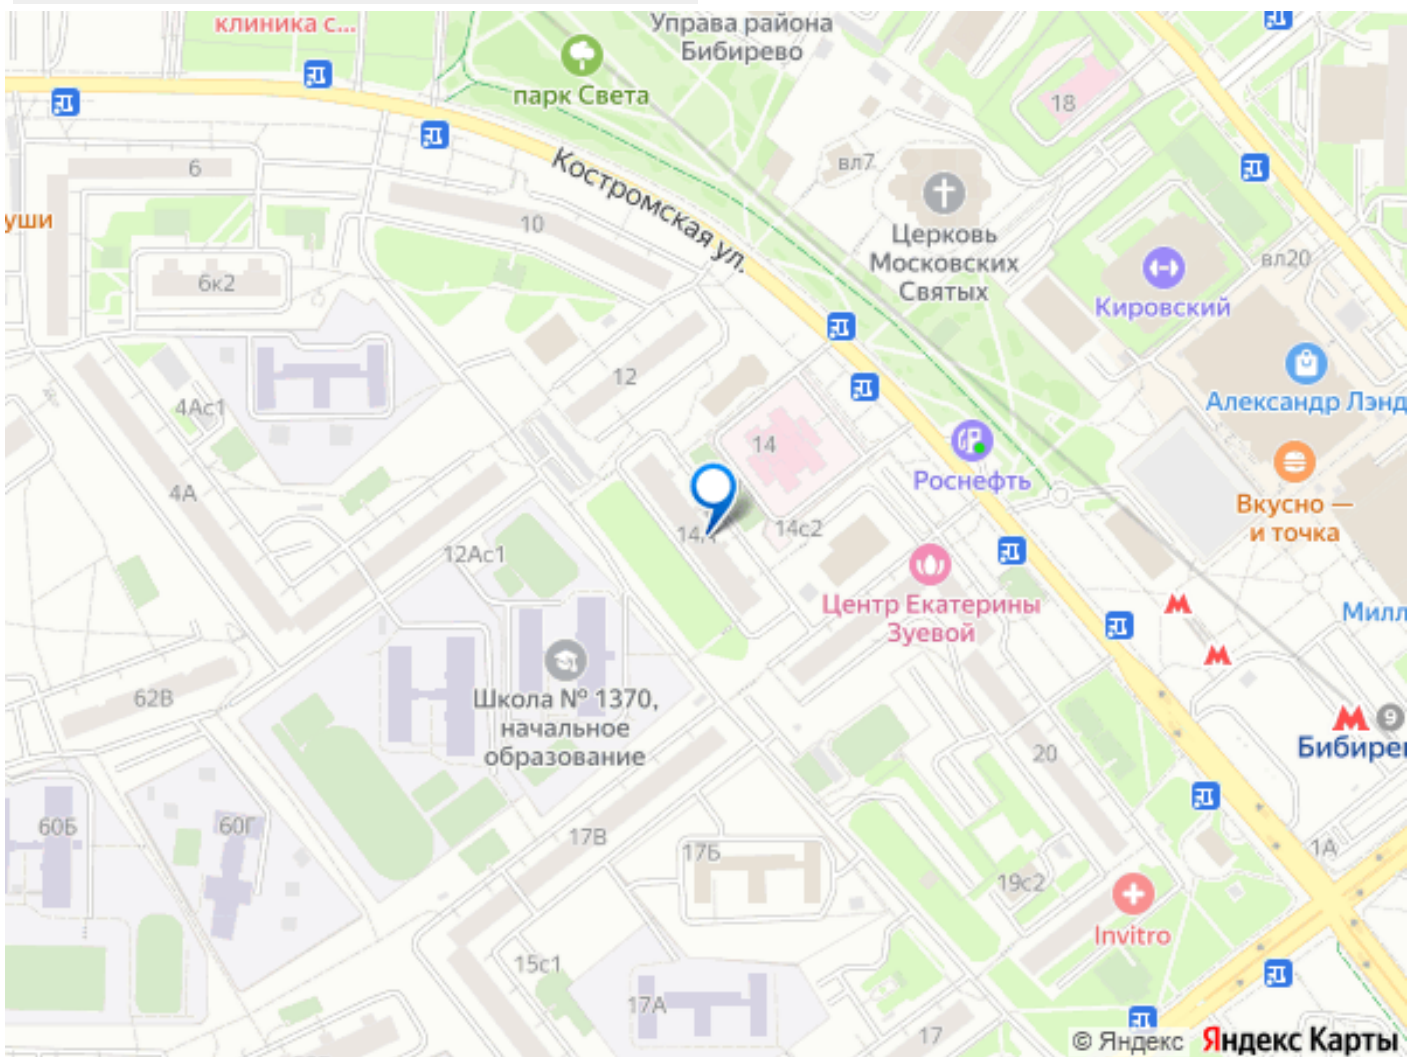 клиника с...
Управа района
Бибирево
парк Света
18
вл7
6
Костромская ул.
10
уши
Церковь
Московских
Святых
вл20
6к2
Кировский
12
4Ас1
Александр Лэнд
14
4А
Роснефть
Вкусно —
и точка
14с2
12Ас1
Центр Екатерины
Зуевой
Милл
62В
Школа № 1370,
начальное
образование
9
Бибирев
20
60Б
60Г
17В
17Б
1А
19с2
Invitro
15с1
17А
17
© Яндекс Яндекс Карты